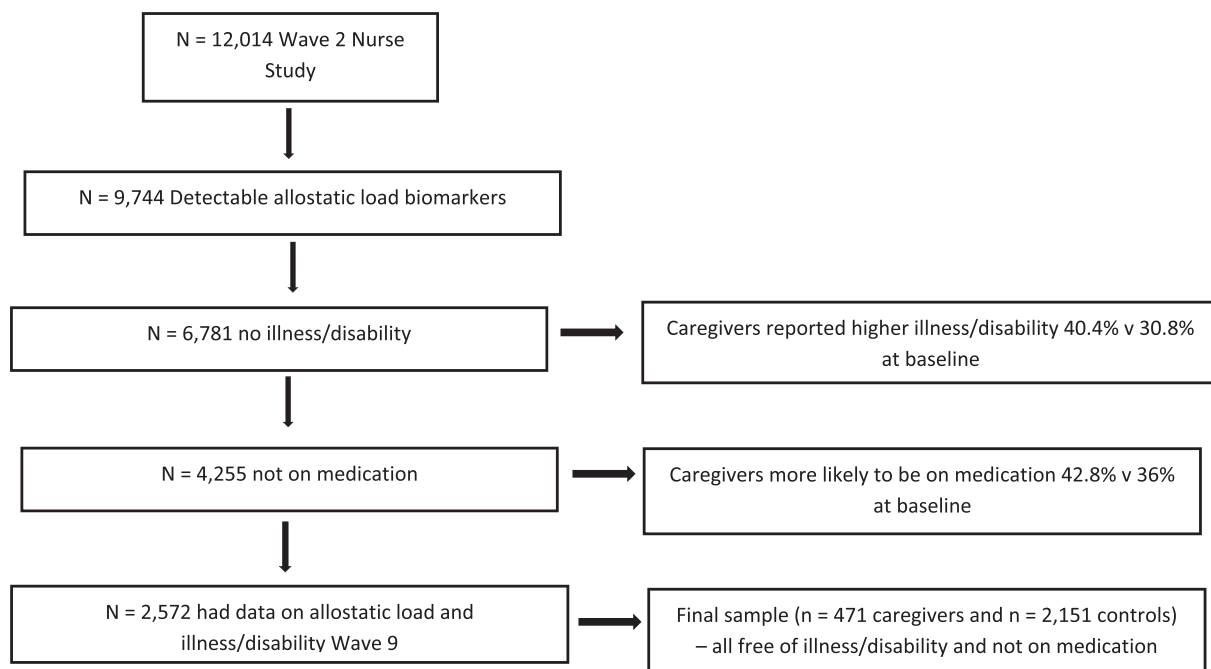 N = 12,014 Wave 2 Nurse
Study
N = 9,744 Detectable allostatic load biomarkers
N = 6,781 no illness/disability
Caregivers reported higher illness/disability 40.4% v 30.8%
at baseline
N = 4,255 not on medication
Caregivers more likely to be on medication 42.8% v 36%
at baseline
N = 2,572 had data on allostatic load and
illness/disability Wave 9
Final sample (n = 471 caregivers and n = 2,151 controls)
– all free of illness/disability and not on medication